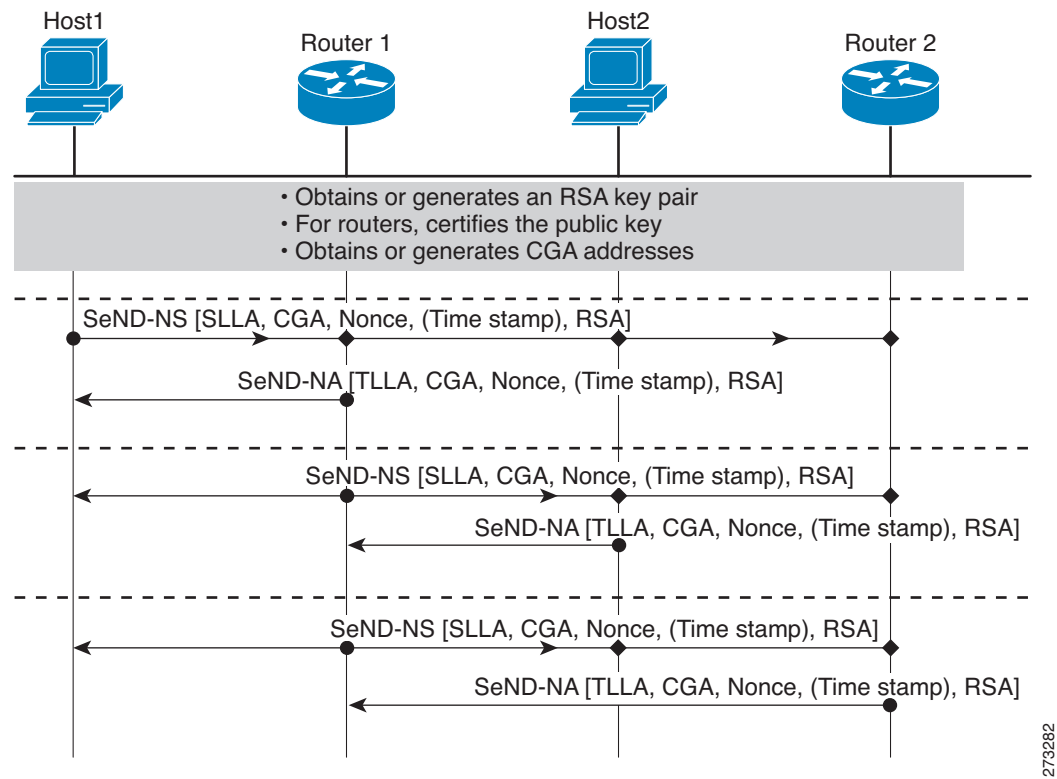 Host1
Router 1
Host2
Router 2
• Obtains or generates an RSA key pair
• For routers, certifies the public key
• Obtains or generates CGA addresses
SeND-NS [SLLA, CGA, Nonce, (Time stamp), RSA]
SeND-NA [TLLA, CGA, Nonce, (Time stamp), RSA]
SeND-NS [SLLA, CGA, Nonce, (Time stamp), RSA]
SeND-NA [TLLA, CGA, Nonce, (Time stamp), RSA]
SeND-NS [SLLA, CGA, Nonce, (Time stamp), RSA]
SeND-NA [TLLA, CGA, Nonce, (Time stamp), RSA]
273282